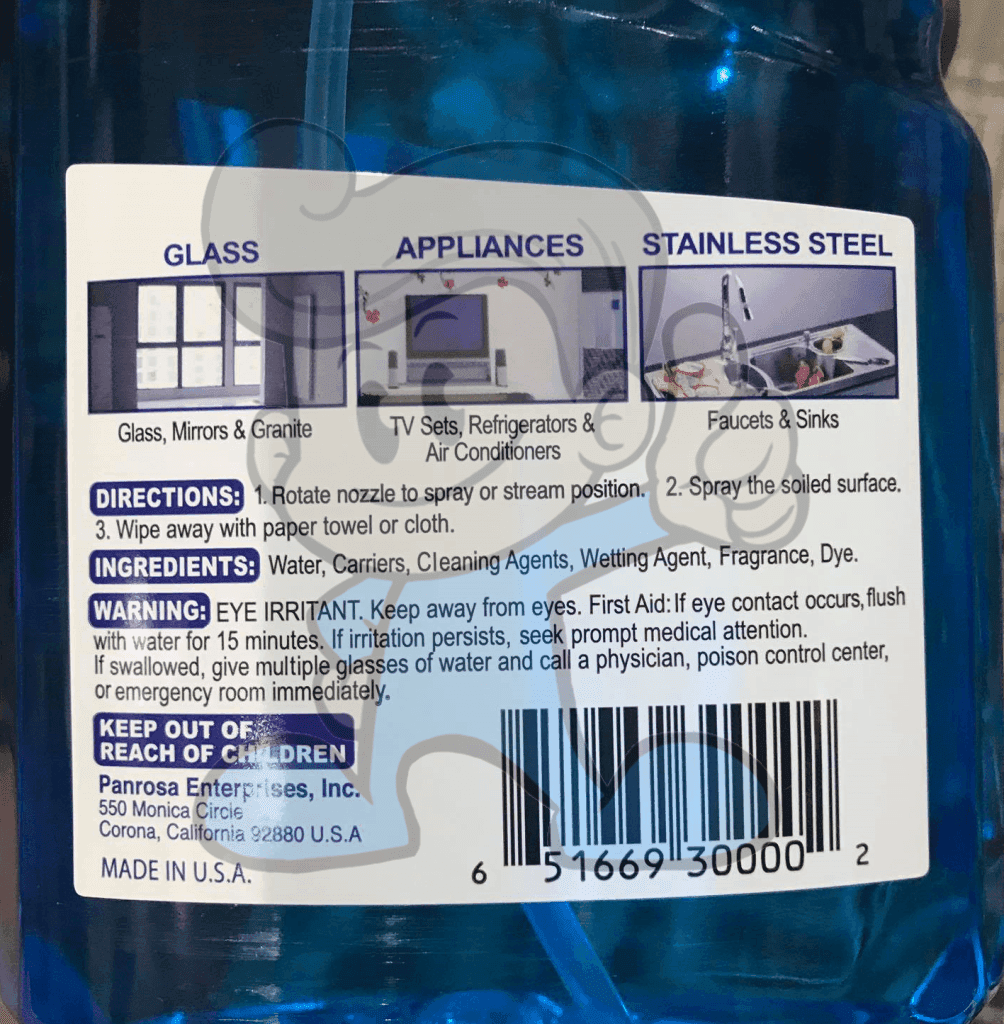 GLASS
APPLIANCES
STAINLESS STEEL
Glass, Mirrors & Granite
TV Sets, Refrigerators &
Air Conditioners
Faucets & Sinks
DIRECTIONS: 1. Rotate nozzle to spray or stream position. 2. Spray the soiled surface.
3. Wipe away with paper towel or cloth.
INGREDIENTS: Water, Carriers, Cleaning Agents, Wetting Agent, Fragrance, Dye.
WARNING: EYE IRRITANT. Keep away from eyes. First Aid: If eye contact occurs, flush
with water for 15 minutes. If irritation persists, seek prompt medical attention.
If swallowed, give multiple glasses of water and call a physician, poison control center,
or emergency room immediately.
KEEP OUT OF
REACH OF CHILDREN
Panrosa Enterprises, Inc.
550 Monica Circle
Corona, California 92880 U.S.A
MADE IN U.S.A.
6 51669 30000 2